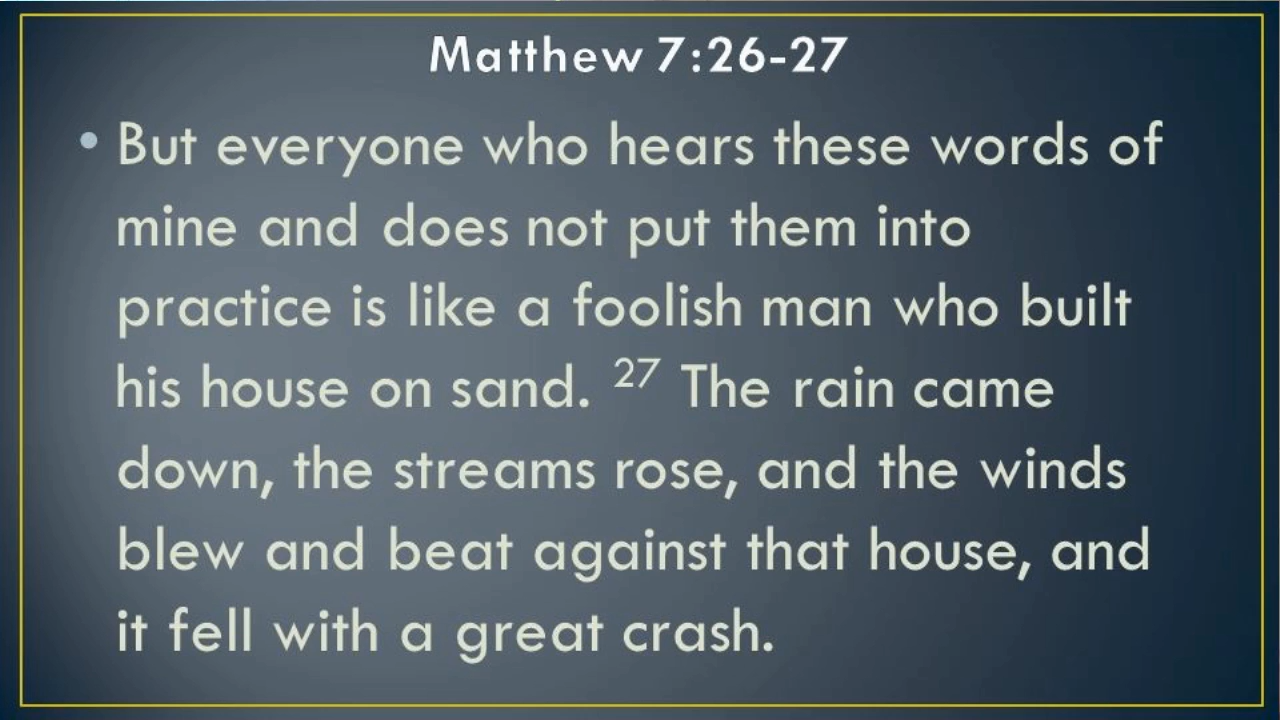 Matthew 7:26-27
• But everyone who hears these words of
mine and does not put them into
practice is like a foolish man who built
his house on sand. 27 The rain came
down, the streams rose, and the winds
blew and beat against that house, and
it fell with a great crash.